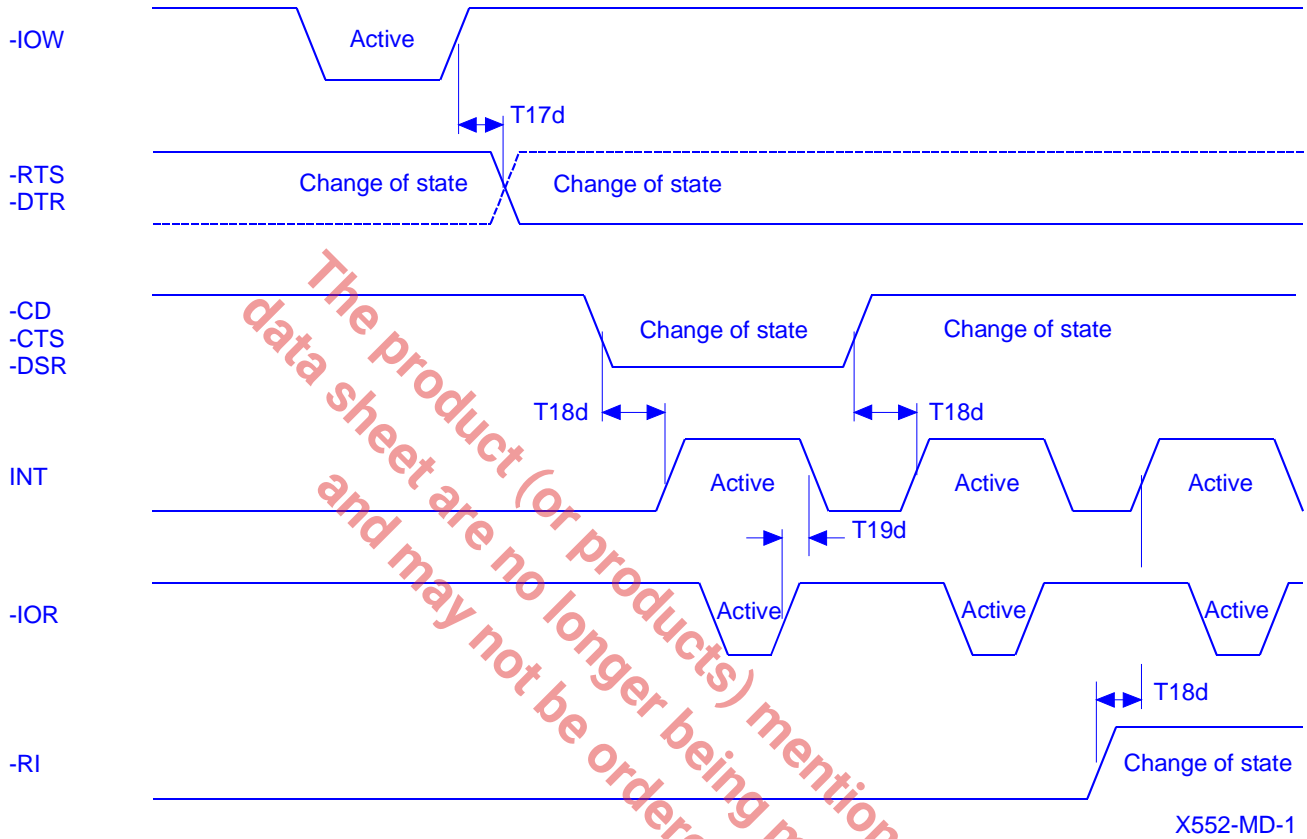 -IOW
Active
T17d
-RTS
-DTR
Change of state
Change of state
-CD
-CTS
-DSR
Change of state
Change of state
T18d
T18d
INT
Active
Active
Active
T19d
-IOR
Active
Active
Active
T18d
-RI
Change of state
X552-MD-1
The product (or products) mention
data sheet are no longer being m
and may not be ordere